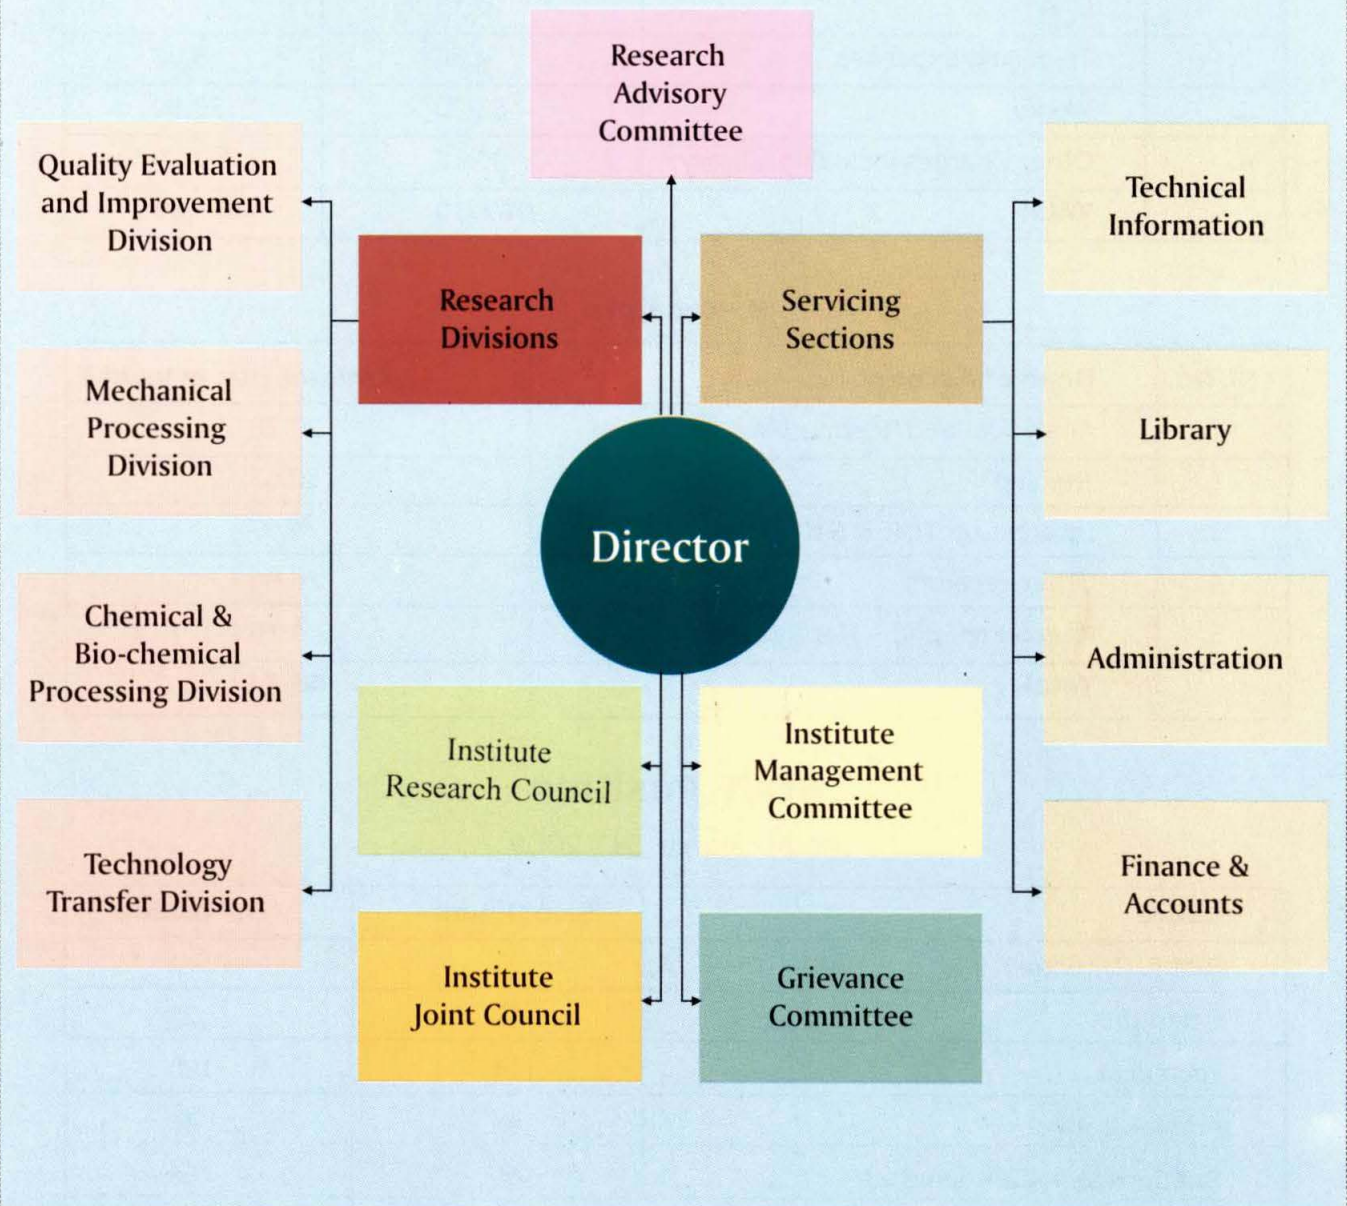 Research
Advisory
Committee
Quality Evaluation
and Improvement
Division
Technical
Information
Research
Divisions
Servicing
Sections
Mechanical
Processing
Division
Library
Director
Chemical &
Bio-chemical
Processing Division
Administration
Institute
Research Council
Institute
Management
Committee
Technology
Transfer Division
Finance &
Accounts
Institute
Joint Council
Grievance
Committee